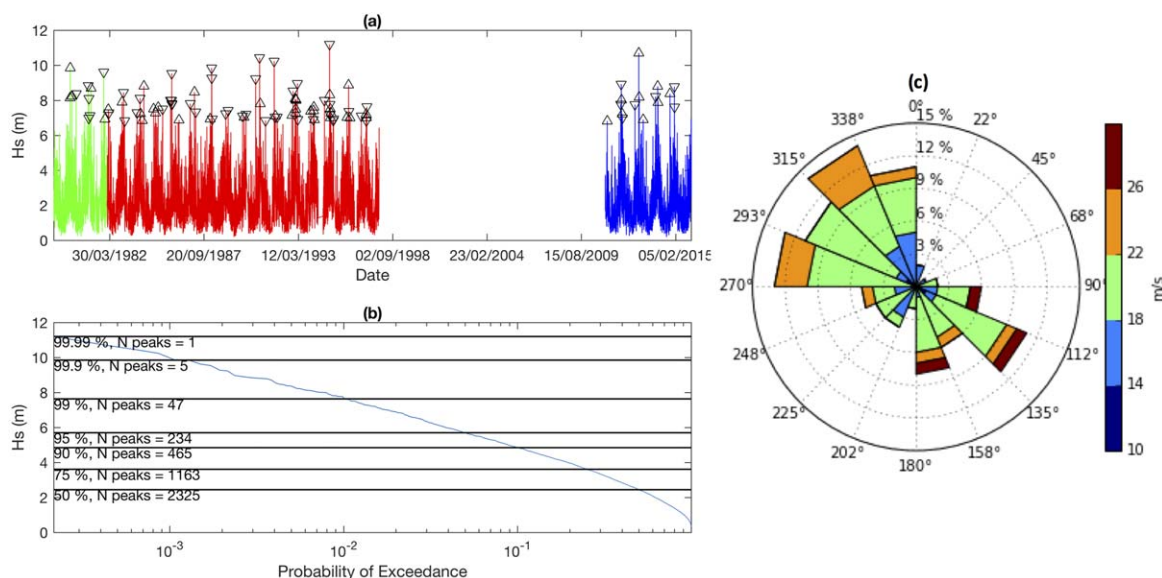 (a)
12
10
8
6
4
2
0
Hs (m)
30/03/1982 20/09/1987 12/03/1993 02/09/1998 23/02/2004 15/08/2009 05/02/2015
Date
(b)
12
10
8
6
4
2
0
Hs (m)
99.99 %, N peaks = 1
99.9 %, N peaks = 5
99 %, N peaks = 47
95 %, N peaks = 234
90 %, N peaks = 465
75 %, N peaks = 1163
50 %, N peaks = 2325
10⁻³ 10⁻² 10⁻¹
Probability of Exceedance
(c)
0°
15 %
12 %
9 %
6 %
3 %
22°
45°
68°
90°
112°
135°
158°
180°
202°
225°
248°
270°
293°
315°
338°
26
22
18
14
10
m/s